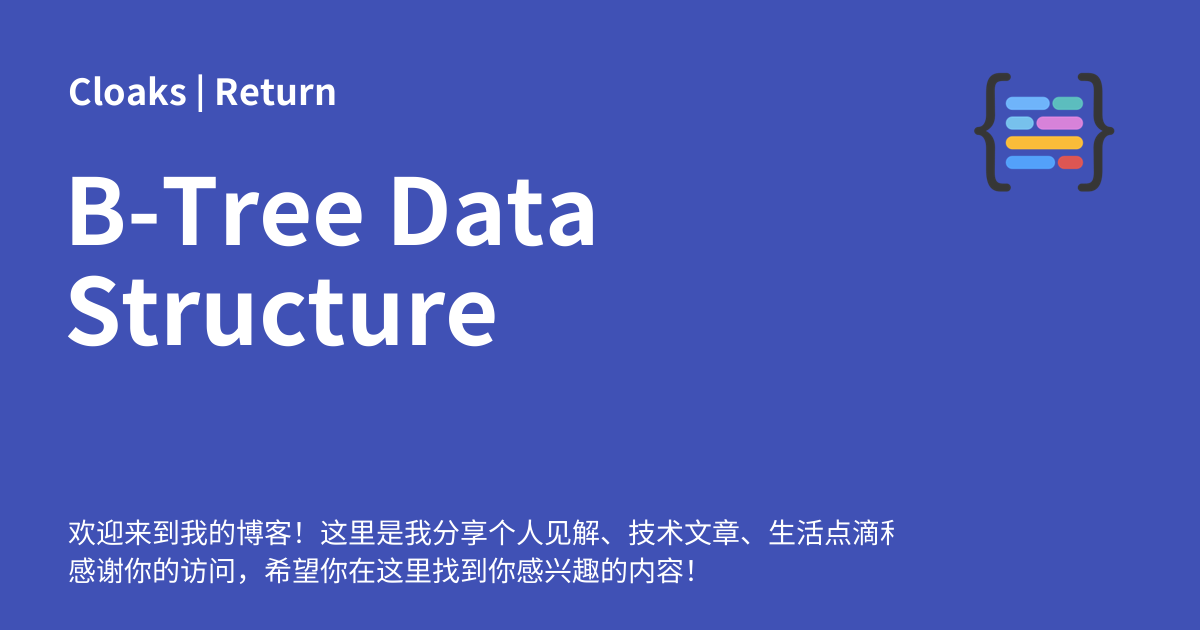 Cloaks | Return
B-Tree Data
Structure
欢迎来到我的博客！这里是我分享个人见解、技术文章、生活点滴
感谢你的访问，希望你在这里找到你感兴趣的内容！